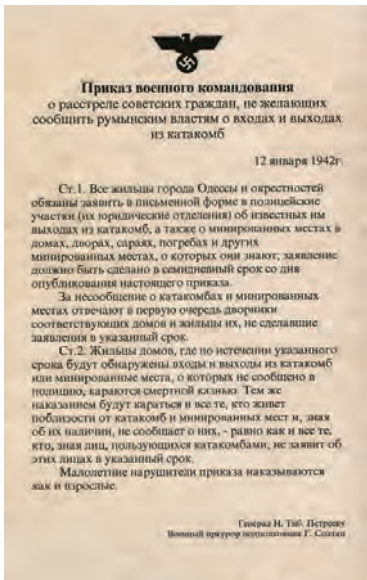 Приказ военного командования
о расстреле советских граждан, не желающих
сообщить румынским властям о входах и выходах
из катакомб
12 января 1942г.
Ст.1. Все жильцы города Одессы и окрестностей
обязаны заявить в письменной форме в полицейские
участки (их юридические отделения) об известных им
выходах из катакомб, а также о минированных местах в
домах, дворах, сараях, погребах и других
минированных местах, о которых они знают; заявление
должно быть сделано в семидневный срок со дня
опубликования настоящего приказа.
За несообщение о катакомбах и минированных
местах отвечают в первую очередь дворники
соответствующих домов и жильцы их, не сделавшие
заявления в указанный срок.
Ст.2. Жильцы домов, где по истечении указанного
срока будут обнаружены входы и выходы из катакомб
или минированные места, о которых не сообщено в
полицию, караются смертной казнью. Тем же
наказанием будут караться и все те, кто живет
поблизости от катакомб и минированных мест и, зная
об их наличии, не сообщает о них, - равно как и все те,
кто, зная лиц, пользующихся катакомбами, не заявит об
этих лицах в указанный срок.
Малолетние нарушители приказа наказываются
как и взрослые.
Генерал Н. Тиб. Петреску
Военный прокурор подполковник Г. Солтан